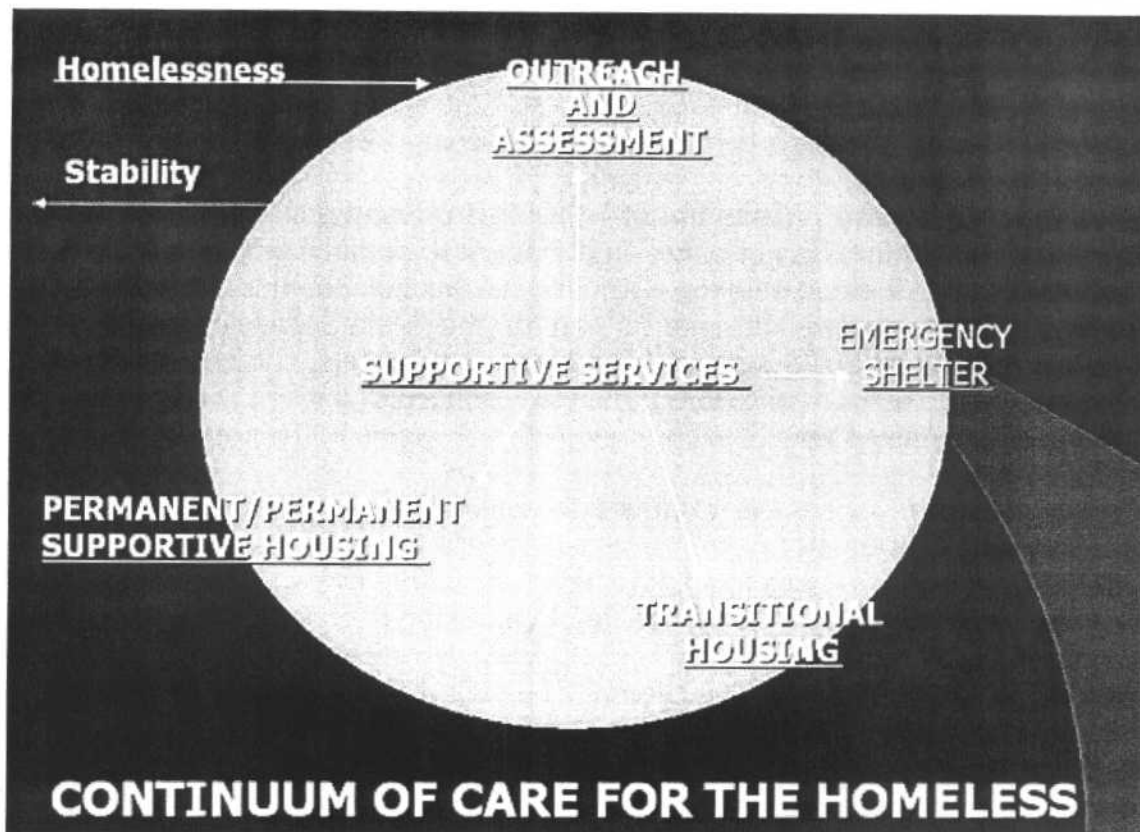 Homelessness
OUTREACH
AND
ASSESSMENT
Stability
EMERGENCY
SHELTER
SUPPORTIVE SERVICES
PERMANENT/PERMANENT
SUPPORTIVE HOUSING
TRANSITIONAL
HOUSING
CONTINUUM OF CARE FOR THE HOMELESS